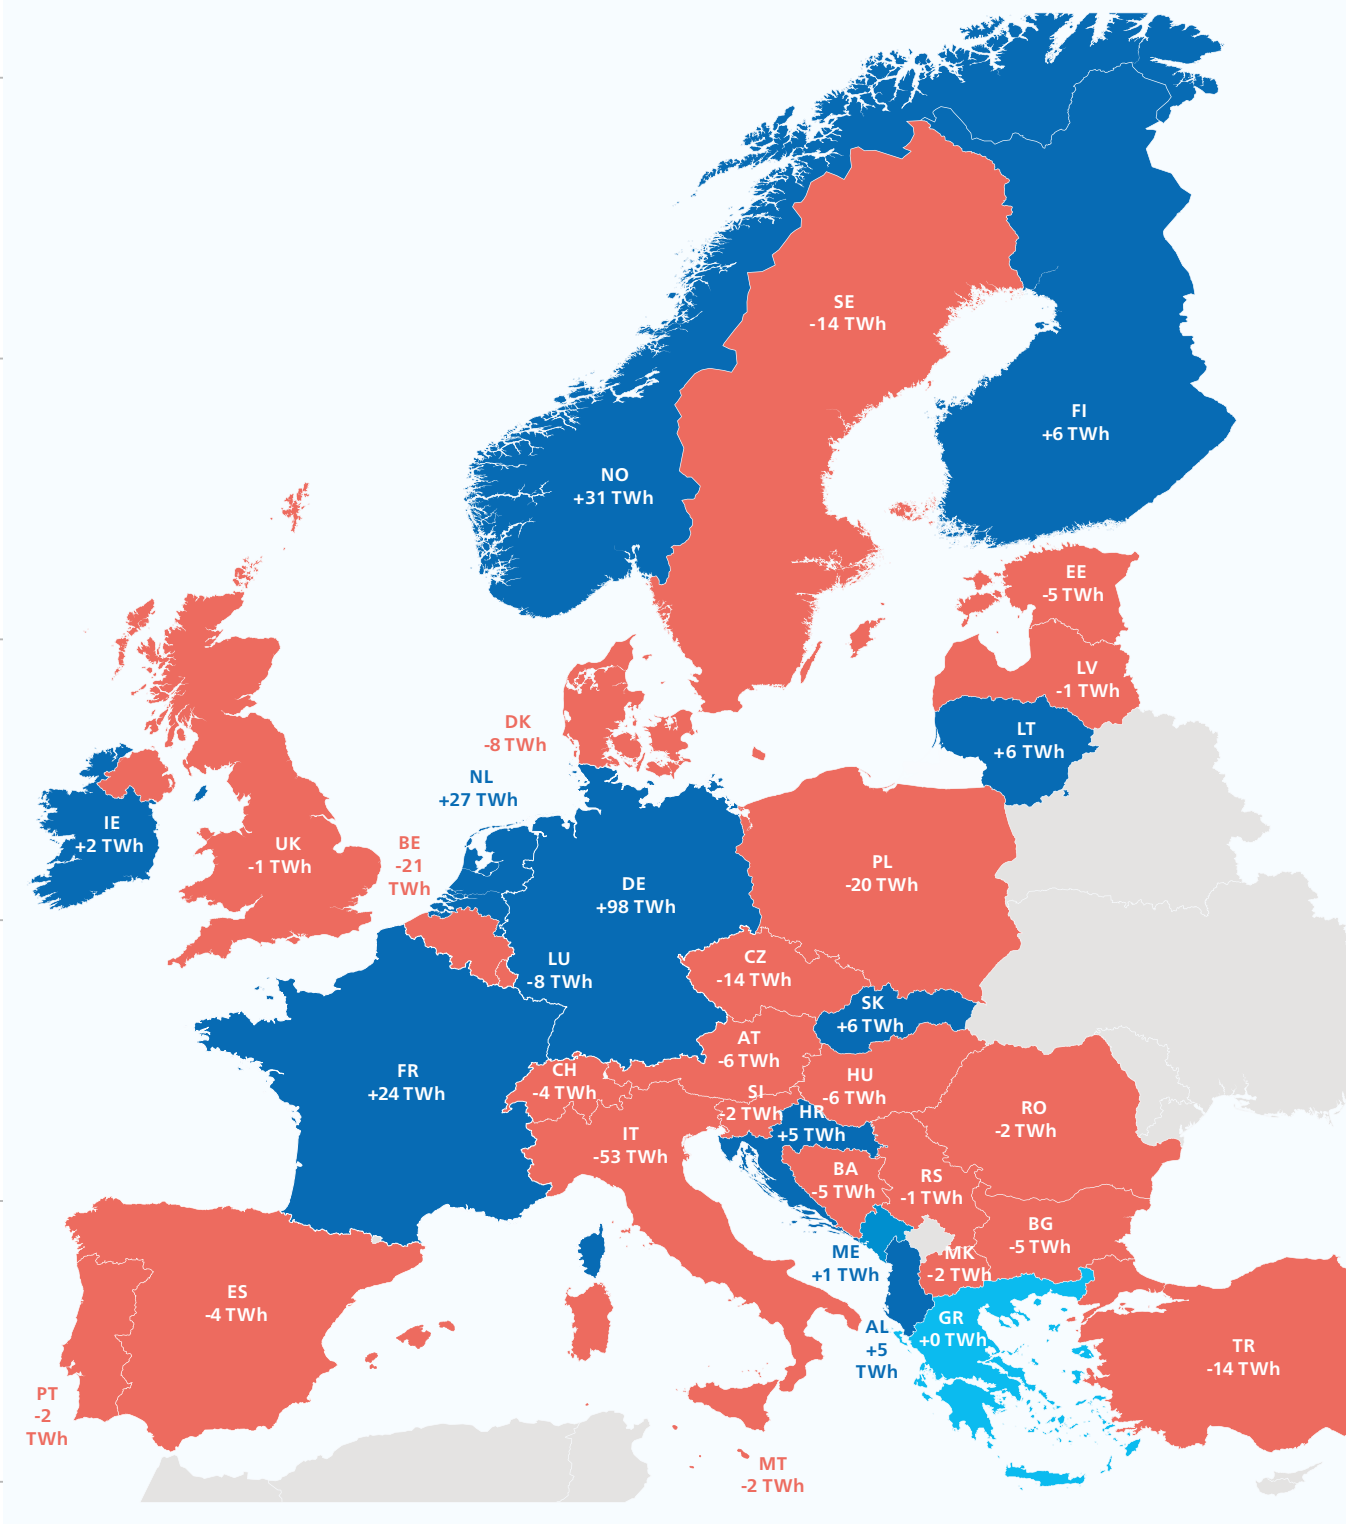 SE
-14 TWh
FI
+6 TWh
NO
+31 TWh
EE
-5 TWh
LV
-1 TWh
DK
-8 TWh
LT
+6 TWh
NL
+27 TWh
IE
+2 TWh
UK
-1 TWh
BE
-21
TWh
PL
-20 TWh
DE
+98 TWh
LU
-8 TWh
CZ
-14 TWh
SK
+6 TWh
AT
-6 TWh
FR
+24 TWh
CH
-4 TWh
HU
-6 TWh
SI
-2 TWh
HR
+5 TWh
RO
-2 TWh
IT
-53 TWh
BA
-5 TWh
RS
-1 TWh
BG
-5 TWh
ME
+1 TWh
MK
-2 TWh
ES
-4 TWh
GR
+0 TWh
AL
+5
TWh
TR
-14 TWh
PT
-2
TWh
MT
-2 TWh